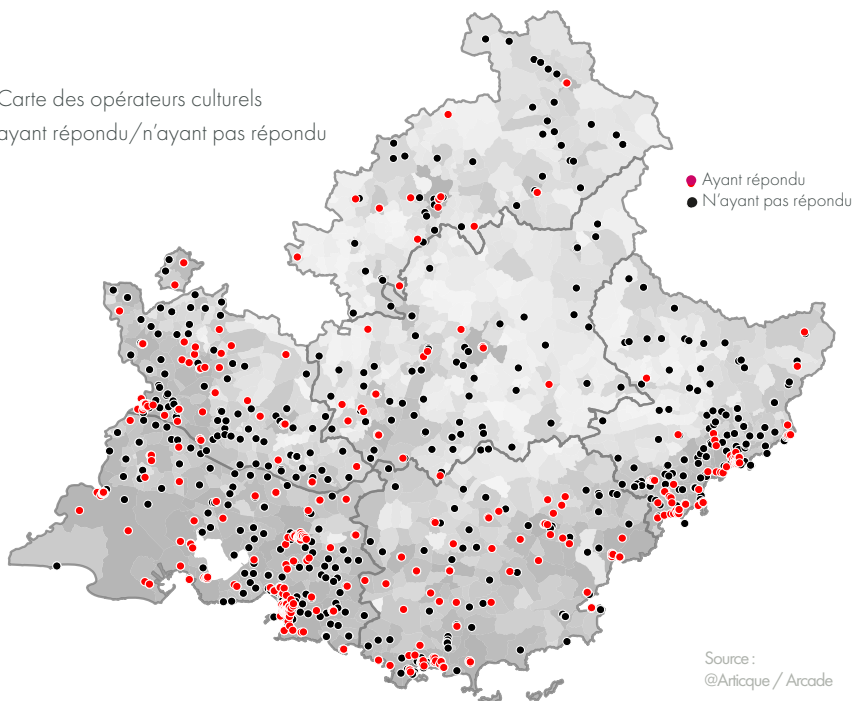 Carte des opérateurs culturels
ayant répondu/n'ayant pas répondu
Ayant répondu
N'ayant pas répondu
Source :
@Articque / Arcade